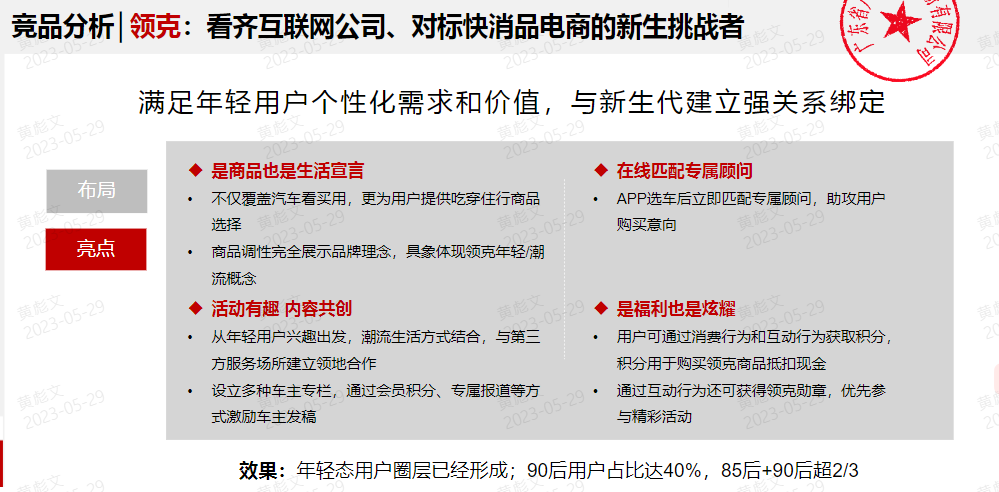 竞品分析|领克：看齐互联网公司、对标快消品电商的新生挑战者
满足年轻用户个性化需求和价值，与新生代建立强关系绑定
布局
亮点
◆ 是商品也是生活宣言
• 不仅覆盖汽车看买用，更为用户提供吃穿住行商品
选择
• 商品调性完全展示品牌理念，具象体现领克年轻/潮
流概念
◆ 活动有趣 内容共创
• 从年轻用户兴趣出发，潮流生活方式结合，与第三
方服务场所建立领地合作
• 设立多种车主专栏，通过会员积分、专属报道等方
式激励车主发稿
◆ 在线匹配专属顾问
• APP选车后立即匹配专属顾问，助攻用户
购买意向
◆ 是福利也是炫耀
• 用户可通过消费行为和互动行为获取积分，
积分用于购买领克商品抵扣现金
• 通过互动行为还可获得领克勋章，优先参
与精彩活动
效果：年轻态用户圈层已经形成；90后用户占比达40%，85后+90后超2/3
广东省
有限公司
黄彪文
2023-05-29